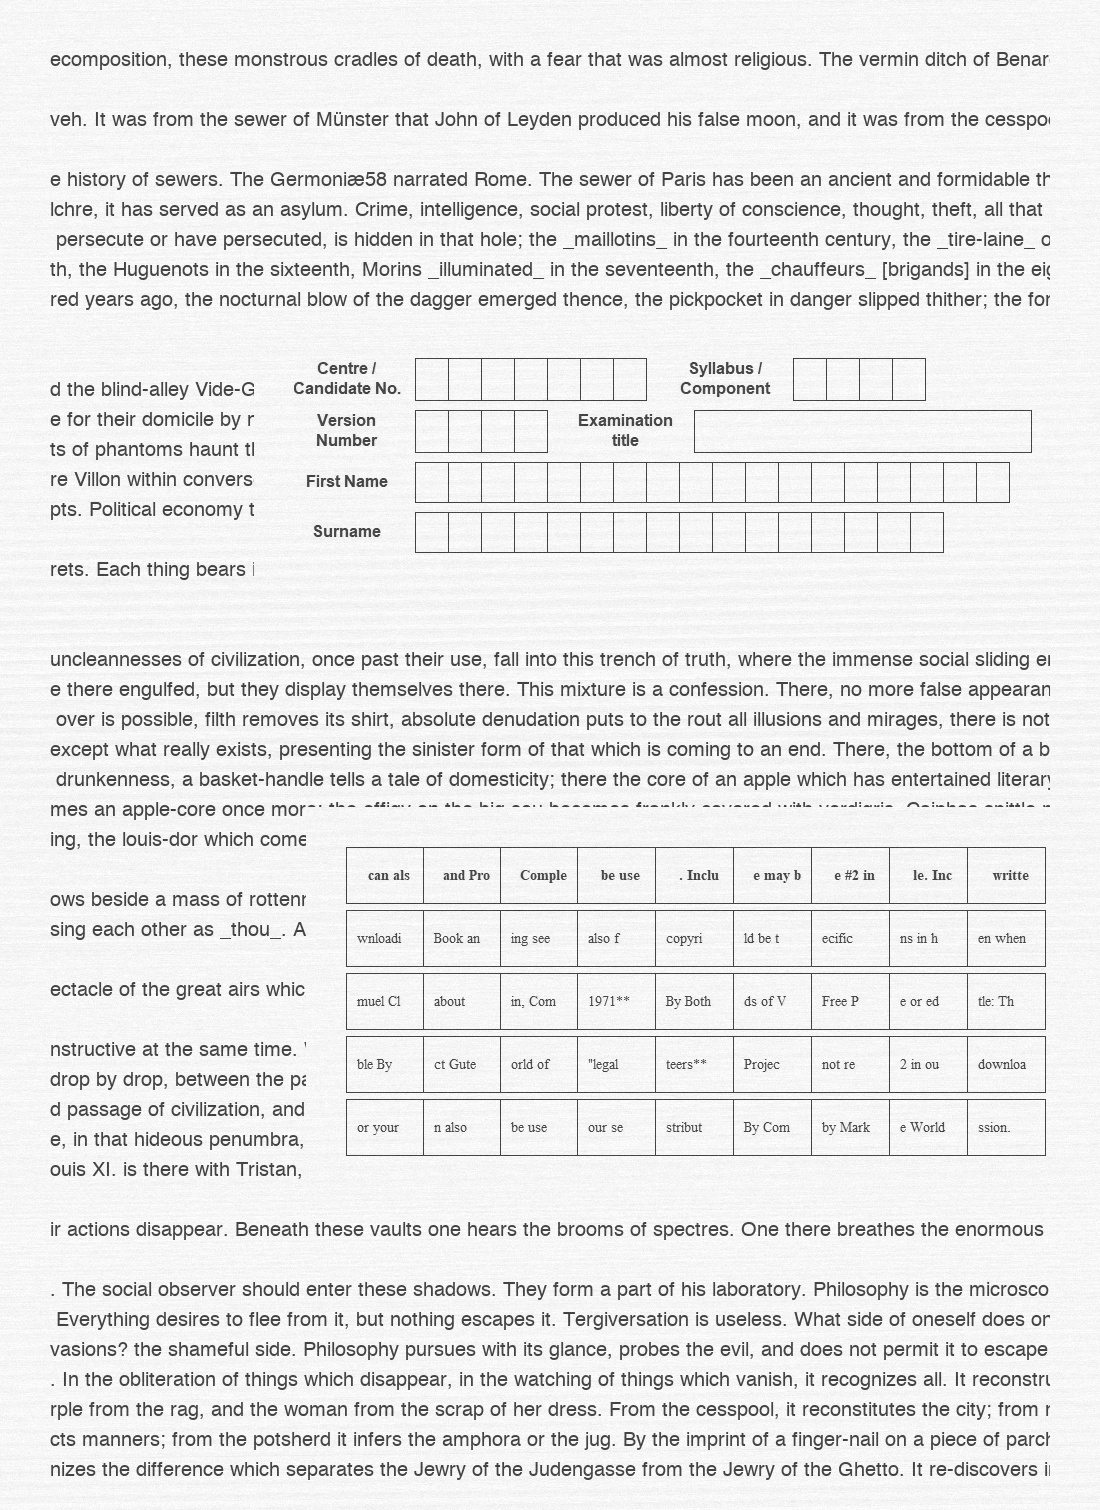 ecomposition, these monstrous cradles of death, with a fear that was almost religious. The vermin ditch of Benar
veh. It was from the sewer of Münster that John of Leyden produced his false moon, and it was from the cesspo
e history of sewers. The Germoniæ58 narrated Rome. The sewer of Paris has been an ancient and formidable th
lchre, it has served as an asylum. Crime, intelligence, social protest, liberty of conscience, thought, theft, all that
persecute or have persecuted, is hidden in that hole; the _maillotins_ in the fourteenth century, the _tire-laine_ o
th, the Huguenots in the sixteenth, Morins _illuminated_ in the seventeenth, the _chauffeurs_ [brigands] in the eig
red years ago, the nocturnal blow of the dagger emerged thence, the pickpocket in danger slipped thither; the for
d the blind-alley Vide-G
e for their domicile by r
ts of phantoms haunt tl
re Villon within convers
pts. Political economy t
rets. Each thing bears i
Centre /
Candidate No.
Syllabus /
Component
Version
Number
Examination
title
First Name
Surname
uncleannesses of civilization, once past their use, fall into this trench of truth, where the immense social sliding en
e there engulfed, but they display themselves there. This mixture is a confession. There, no more false appearan
over is possible, filth removes its shirt, absolute denudation puts to the rout all illusions and mirages, there is not
except what really exists, presenting the sinister form of that which is coming to an end. There, the bottom of a b
drunkenness, a basket-handle tells a tale of domesticity; there the core of an apple which has entertained literary
mes an apple-core once more; the effigy on the big sou becomes frankly covered with verdigris, Caiphas spittle
ing, the louis-dor which come
ows beside a mass of rottenr
sing each other as _thou_. A
ectacle of the great airs whic
nstructive at the same time.
drop by drop, between the pa
d passage of civilization, and
e, in that hideous penumbra,
ouis XI. is there with Tristan,
can als and Pro Comple be use . Inclu e may b e #2 in le. Inc writte
wnloadi Book an ing see also f copyri ld be t ecific ns in h en when
muel Cl about in, Com 1971** By Both ds of V Free P e or ed tle: Th
ble By ct Gute orld of "legal teers** Projec not re 2 in ou downloa
or your n also be use our se stribut By Com by Mark e World ssion.
ir actions disappear. Beneath these vaults one hears the brooms of spectres. One there breathes the enormous
. The social observer should enter these shadows. They form a part of his laboratory. Philosophy is the microsco
Everything desires to flee from it, but nothing escapes it. Tergiversation is useless. What side of oneself does on
vasions? the shameful side. Philosophy pursues with its glance, probes the evil, and does not permit it to escape
. In the obliteration of things which disappear, in the watching of things which vanish, it recognizes all. It reconstru
rple from the rag, and the woman from the scrap of her dress. From the cesspool, it reconstitutes the city; from r
cts manners; from the potsherd it infers the amphora or the jug. By the imprint of a finger-nail on a piece of parch
nizes the difference which separates the Jewry of the Judengasse from the Jewry of the Ghetto. It re-discovers i